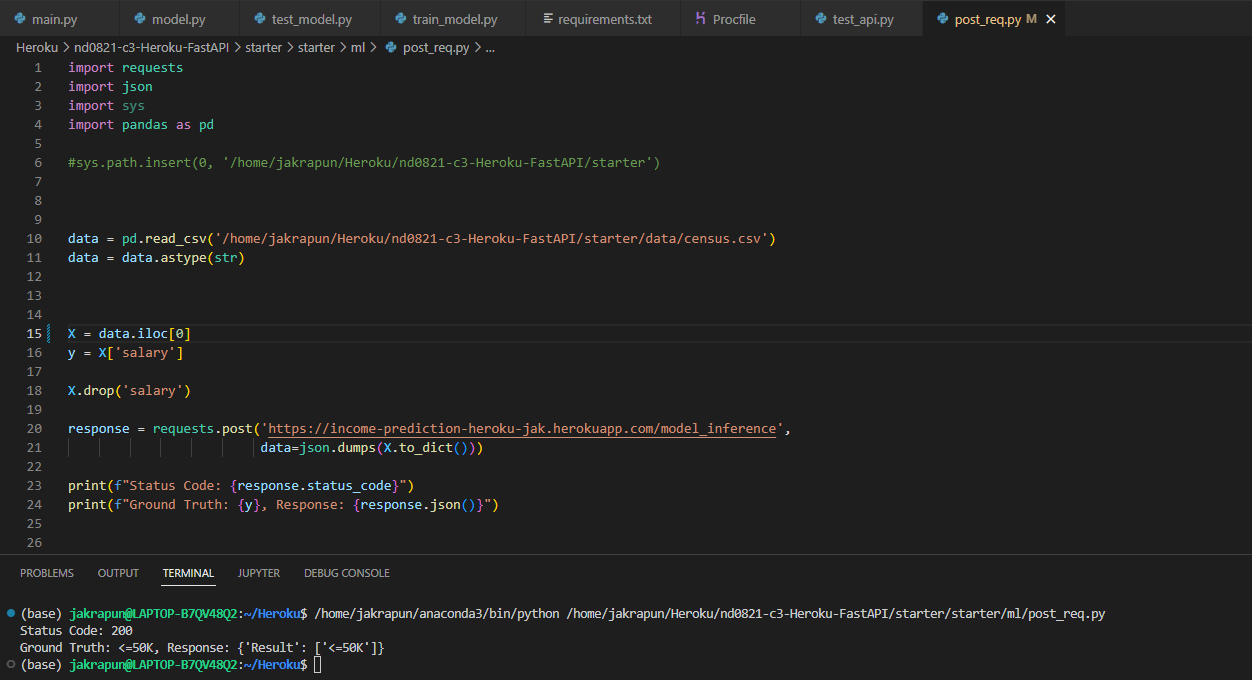 main.py model.py test_model.py train_model.py requirements.txt Procfile test_api.py post_req.py M ✕
Heroku > nd0821-c3-Heroku-FastAPI > starter > starter > ml > post_req.py > ...
1 import requests
2 import json
3 import sys
4 import pandas as pd
5
6 #sys.path.insert(0, '/home/jakrapun/Heroku/nd0821-c3-Heroku-FastAPI/starter')
7
8
9
10 data = pd.read_csv('/home/jakrapun/Heroku/nd0821-c3-Heroku-FastAPI/starter/data/census.csv')
11 data = data.astype(str)
12
13
14
15 X = data.iloc[0]
16 y = X['salary']
17
18 X.drop('salary')
19
20 response = requests.post('https://income-prediction-heroku-jak.herokuapp.com/model_inference',
21 data=json.dumps(X.to_dict()))
22
23 print(f"Status Code: {response.status_code}")
24 print(f"Ground Truth: {y}, Response: {response.json()}")
25
26
PROBLEMS OUTPUT TERMINAL JUPYTER DEBUG CONSOLE
(base) jakrapun@LAPTOP-B7QV48Q2:~/Heroku$ /home/jakrapun/anaconda3/bin/python /home/jakrapun/Heroku/nd0821-c3-Heroku-FastAPI/starter/starter/ml/post_req.py
Status Code: 200
Ground Truth: <=50K, Response: {'Result': ['<=50K']}
(base) jakrapun@LAPTOP-B7QV48Q2:~/Heroku$